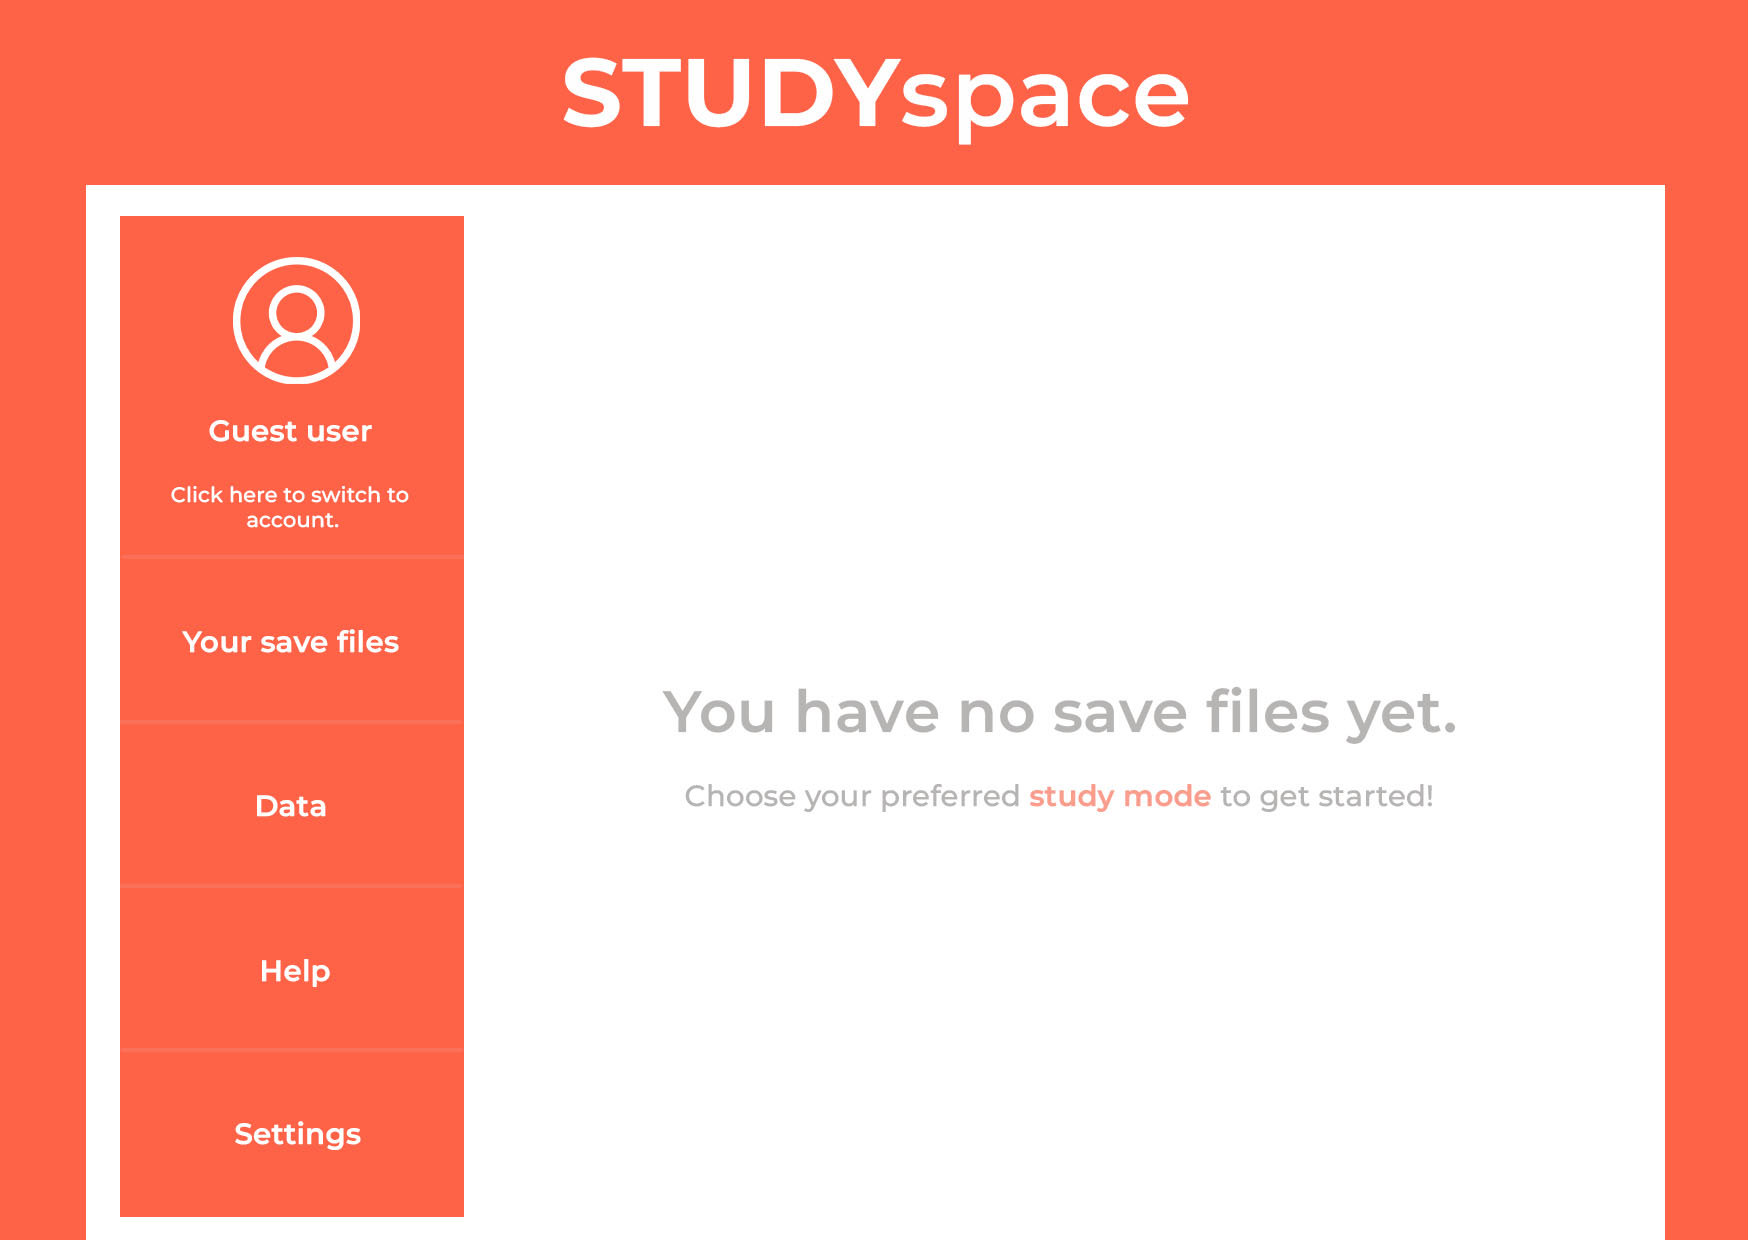 STUDYspace
Guest user
Click here to switch to
account.
Your save files
Data
Help
Settings
You have no save files yet.
Choose your preferred study mode to get started!